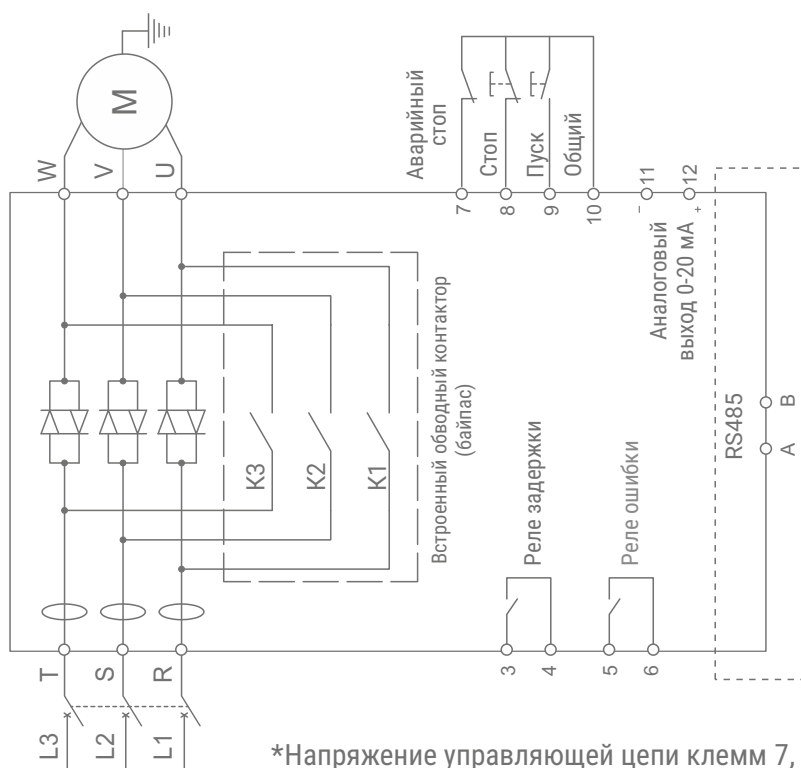 M
W
V
U
Аварийный
стоп
Стоп
Пуск
Общий
7
8
9
10
11
12
−
+
Аналоговый
выход 0-20 мА
K3
K2
K1
Встроенный обводный контактор
(байпас)
RS485
A
B
Реле задержки
Реле ошибки
3
4
5
6
T
S
R
L3
L2
L1
*Напряжение управляющей цепи клемм 7,